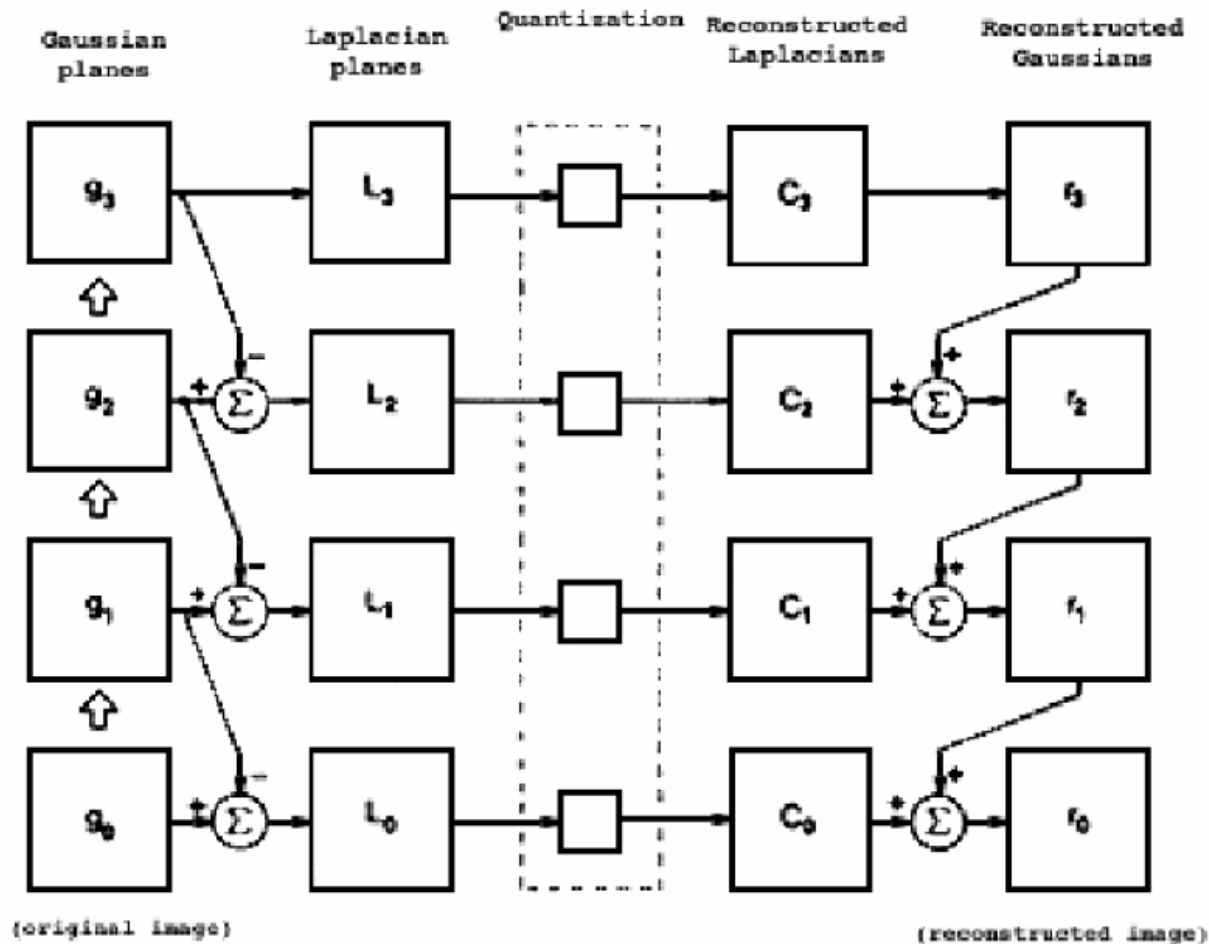 Gaussian planes
Laplacian planes
Quantization
Reconstructed Laplacians
Reconstructed Gaussians
g₃ L₃ C₃ r₃
−
+
g₂ + Σ L₂ C₂ + Σ r₂
−
+
g₁ + Σ L₁ C₁ + Σ r₁
−
+
g₀ + Σ L₀ C₀ + Σ r₀
(original image)
(reconstructed image)